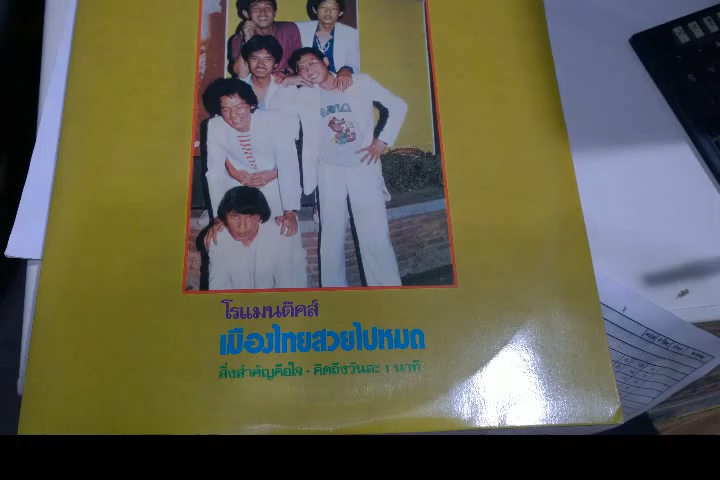 โรแมนติคส์
เมืองไทยสวยไปหมด
สิ่งสำคัญคือใจ · คิดถึงวันละ 1 นาที